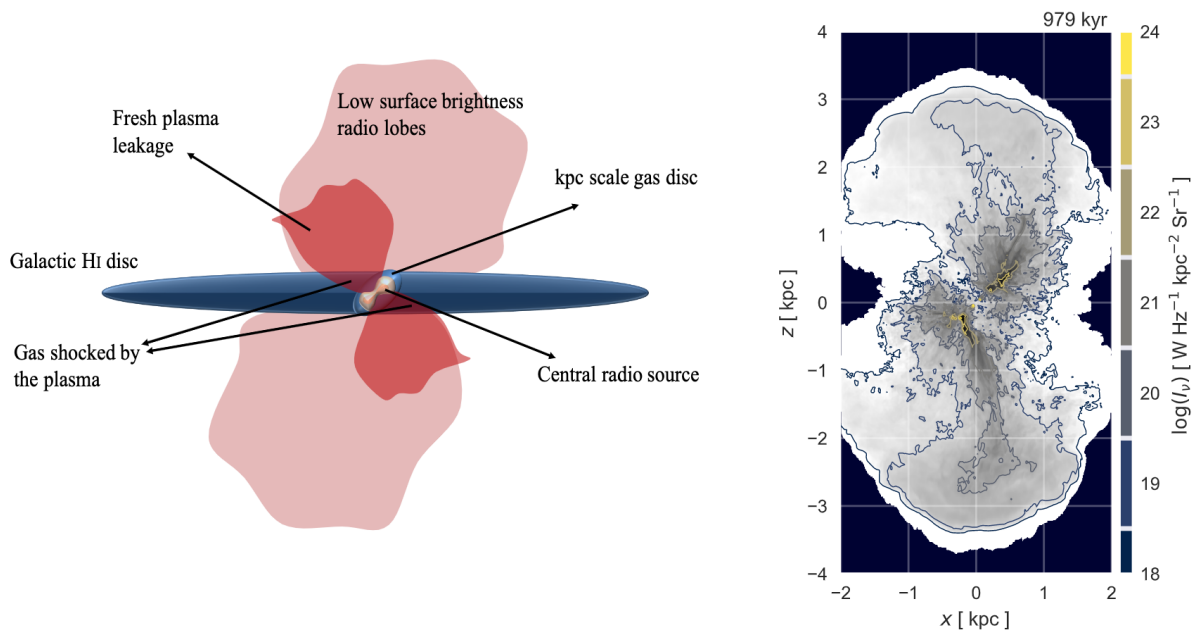 Low surface brightness
radio lobes
Fresh plasma
leakage
kpc scale gas disc
Galactic HI disc
Gas shocked by
the plasma
Central radio source
979 kyr
4
3
2
1
0
−1
−2
−3
−4
z [ kpc ]
−2
−1
0
1
2
x [ kpc ]
24
23
22
21
20
19
18
log(Iν) [ W Hz⁻¹ kpc⁻² Sr⁻¹ ]